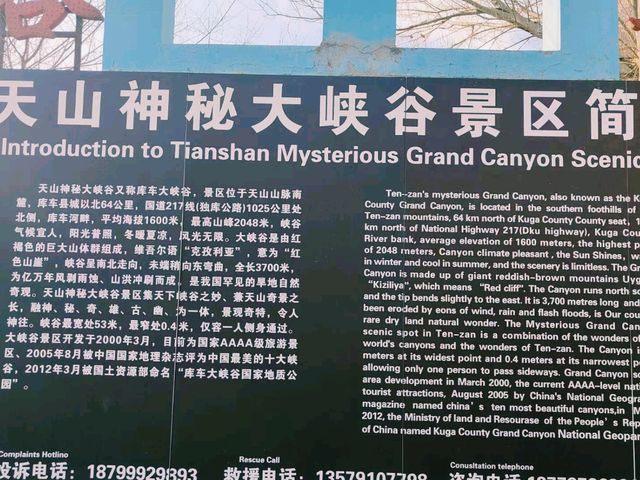 天山神秘大峡谷景区简
Introduction to Tianshan Mysterious Grand Canyon Scenic
天山神秘大峡谷又称库车大峡谷，景区位于天山山脉南
麓，库车县城以北64公里，国道217线(独库公路)1025公里处
北侧，库车河畔，平均海拔1600米，最高山峰2048米，峡谷
气候宜人，阳光普照，冬暖夏凉，风光无限。大峡谷是由红
褐色的巨大山体群组成，维吾尔语“克孜利亚”，意为“红
色山崖”，峡谷呈南北走向，末端稍向东弯曲，全长3700米，
为亿万年风剥雨蚀、山洪冲刷而成，是我国罕见的旱地自然
奇观。天山神秘大峡谷景区集天下峡谷之妙、兼天山奇景之
长，融神、秘、奇、雄、古、幽、为一体，景观奇特，令人
神往。峡谷最宽处53米，最窄处0.4米，仅容一人侧身通过。
大峡谷景区开发于2000年3月，目前为国家AAAA级旅游景
区、2005年8月被中国国家地理杂志评为中国最美的十大峡
谷，2012年3月被国土资源部命名“库车大峡谷国家地质公
园”。
Ten-zan's mysterious Grand Canyon, also known as the K
County Grand Canyon, is located in the southern foothills of
Ten-zan mountains, 64 km north of Kuga County County seat, 1
km north of National Highway 217(Dku highway), Kuga Cou
River bank, average elevation of 1600 meters, the highest p
of 2048 meters, Canyon climate pleasant , the Sun Shines, wa
in winter and cool in summer, and the scenery is limitless. The Gr
Canyon is made up of giant reddish-brown mountains Uyg
“Kiziliya”, which means “Red cliff”. The Canyon runs north so
and the tip bends slightly to the east. It is 3,700 metres long and
been eroded by eons of wind, rain and flash floods, is Our cou
rare dry land natural wonder. The Mysterious Grand Can
scenic spot in Ten-zan is a combination of the wonders of
world's canyons and the wonders of Ten-zan. The Canyon i
meters at its widest point and 0.4 meters at its narrowest p
allowing only one person to pass sideways. Grand Canyon sc
area development in March 2000, the current AAAA-level nati
tourist attractions, August 2005 by China's National Geogra
magazine named china's ten most beautiful canyons,in M
2012, the Ministry of land and Resourase of the People's Rep
of China named Kuga County Grand Canyon National Geopar
Complaints Hotlino
投诉电话：18799929893
Rescue Call
救援电话：13579107798
Conusltation telephone
咨询电话：